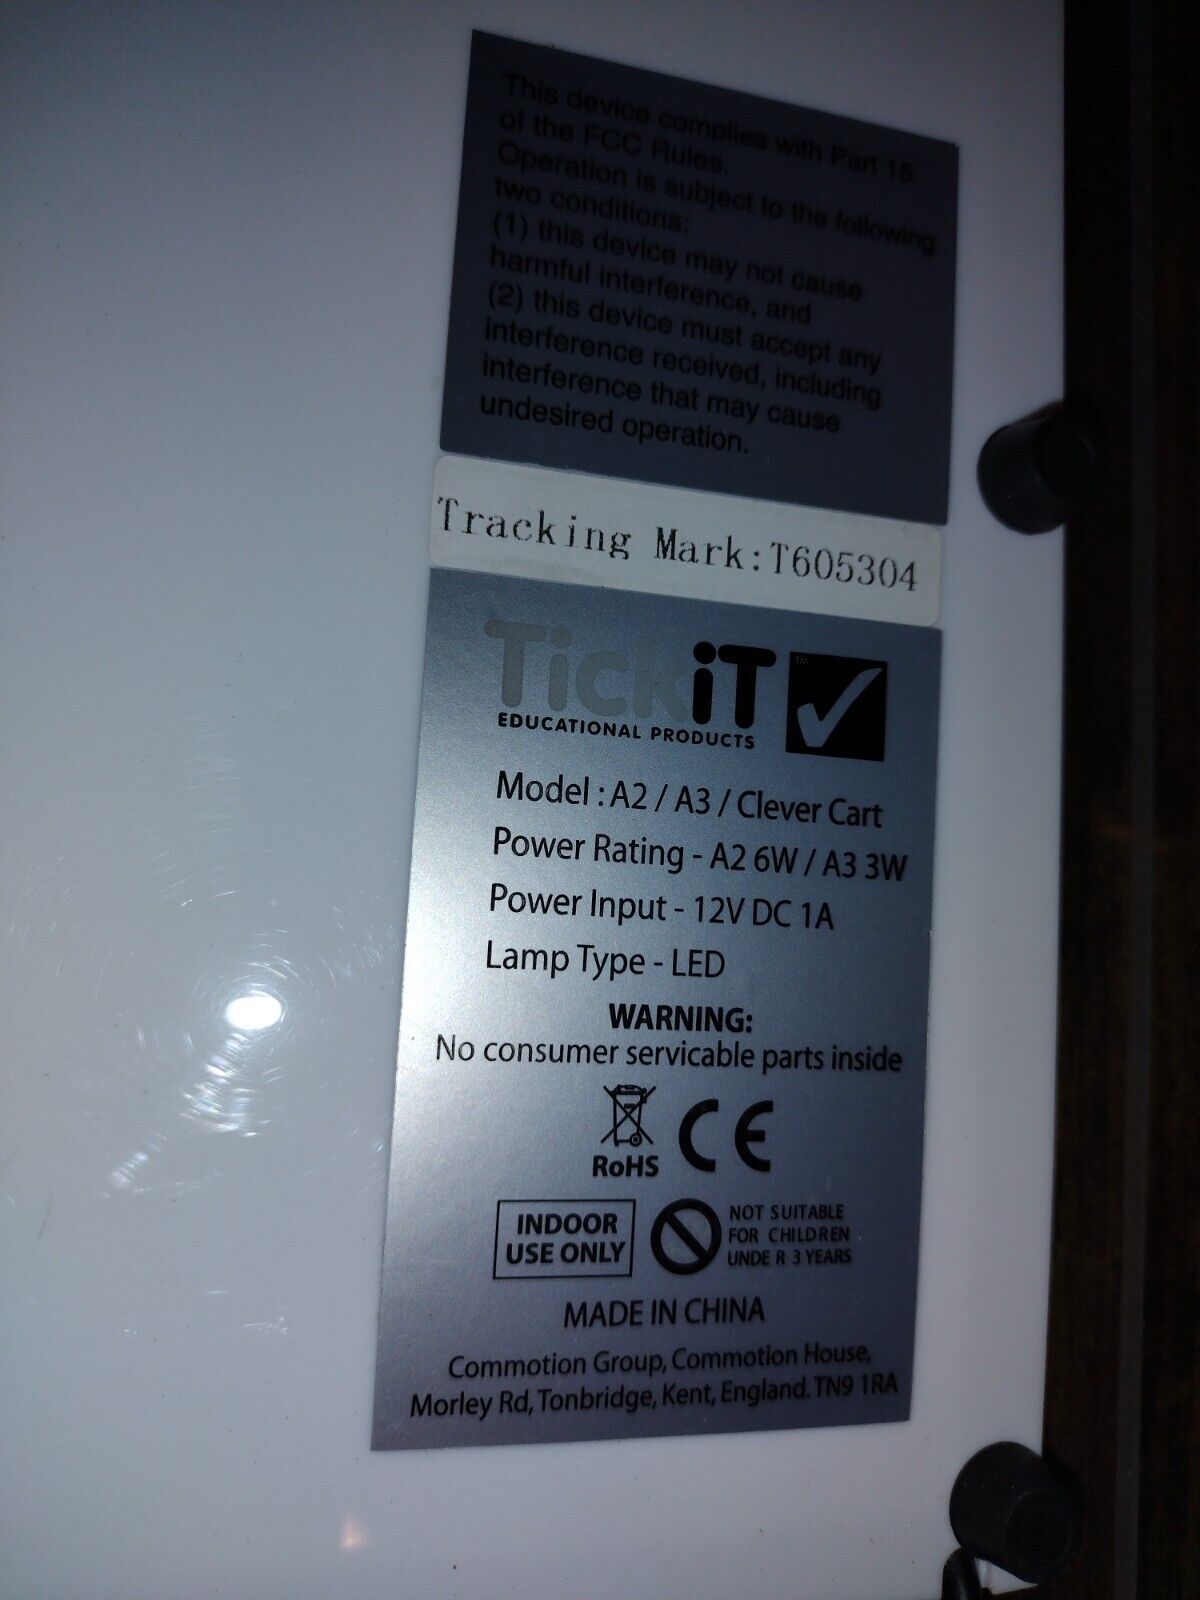 This device complies with Part 15
of the FCC Rules.
Operation is subject to the following
two conditions:
(1) this device may not cause
harmful interference, and
(2) this device must accept any
interference received, including
interference that may cause
undesired operation.
Tracking Mark:T605304
TickiT
TM
EDUCATIONAL PRODUCTS
Model : A2 / A3 / Clever Cart
Power Rating - A2 6W / A3 3W
Power Input - 12V DC 1A
Lamp Type - LED
WARNING:
No consumer servicable parts inside
RoHS
CE
INDOOR
USE ONLY
NOT SUITABLE
FOR CHILDREN
UNDE R 3 YEARS
MADE IN CHINA
Commotion Group, Commotion House,
Morley Rd, Tonbridge, Kent, England. TN9 1RA